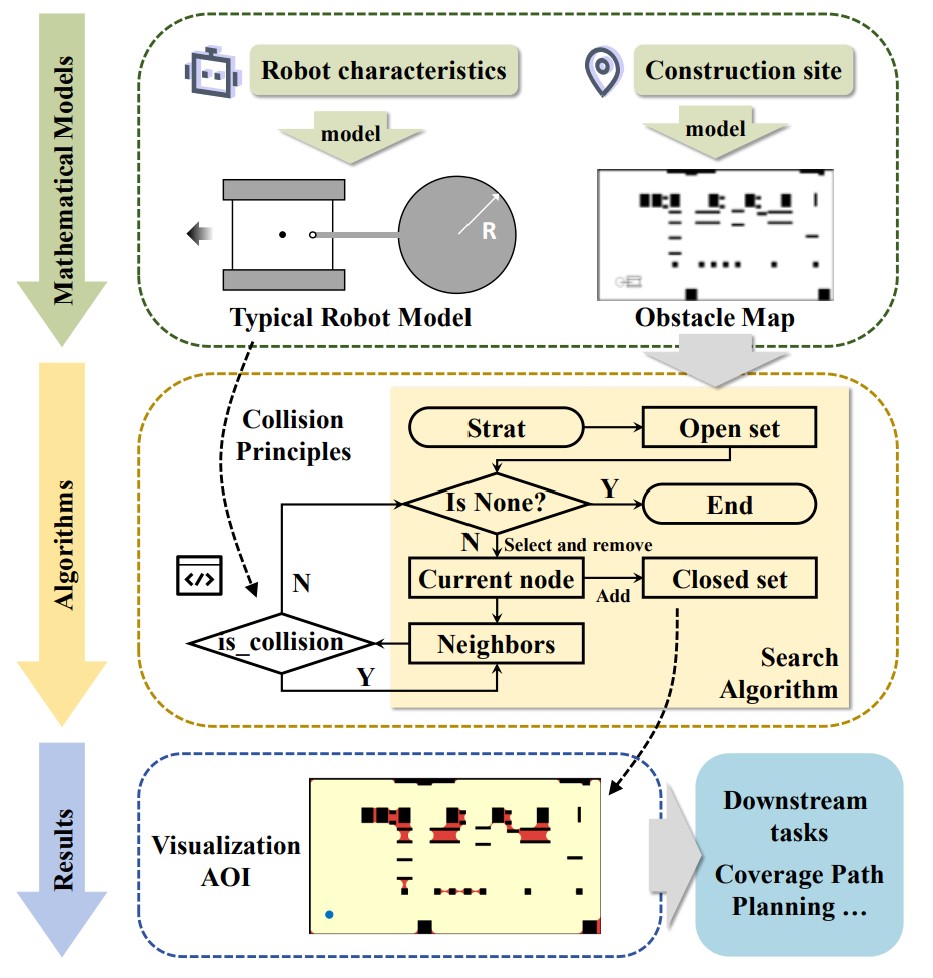 Mathematical Models
Robot characteristics
Construction site
model
model
R
Typical Robot Model
Obstacle Map
Algorithms
Collision
Principles
Strat
Open set
Is None?
Y
End
N
Select and remove
Current node
Add
Closed set
</>
N
is_collision
Neighbors
Y
Search
Algorithm
Results
Visualization
AOI
Downstream
tasks
Coverage Path
Planning ...